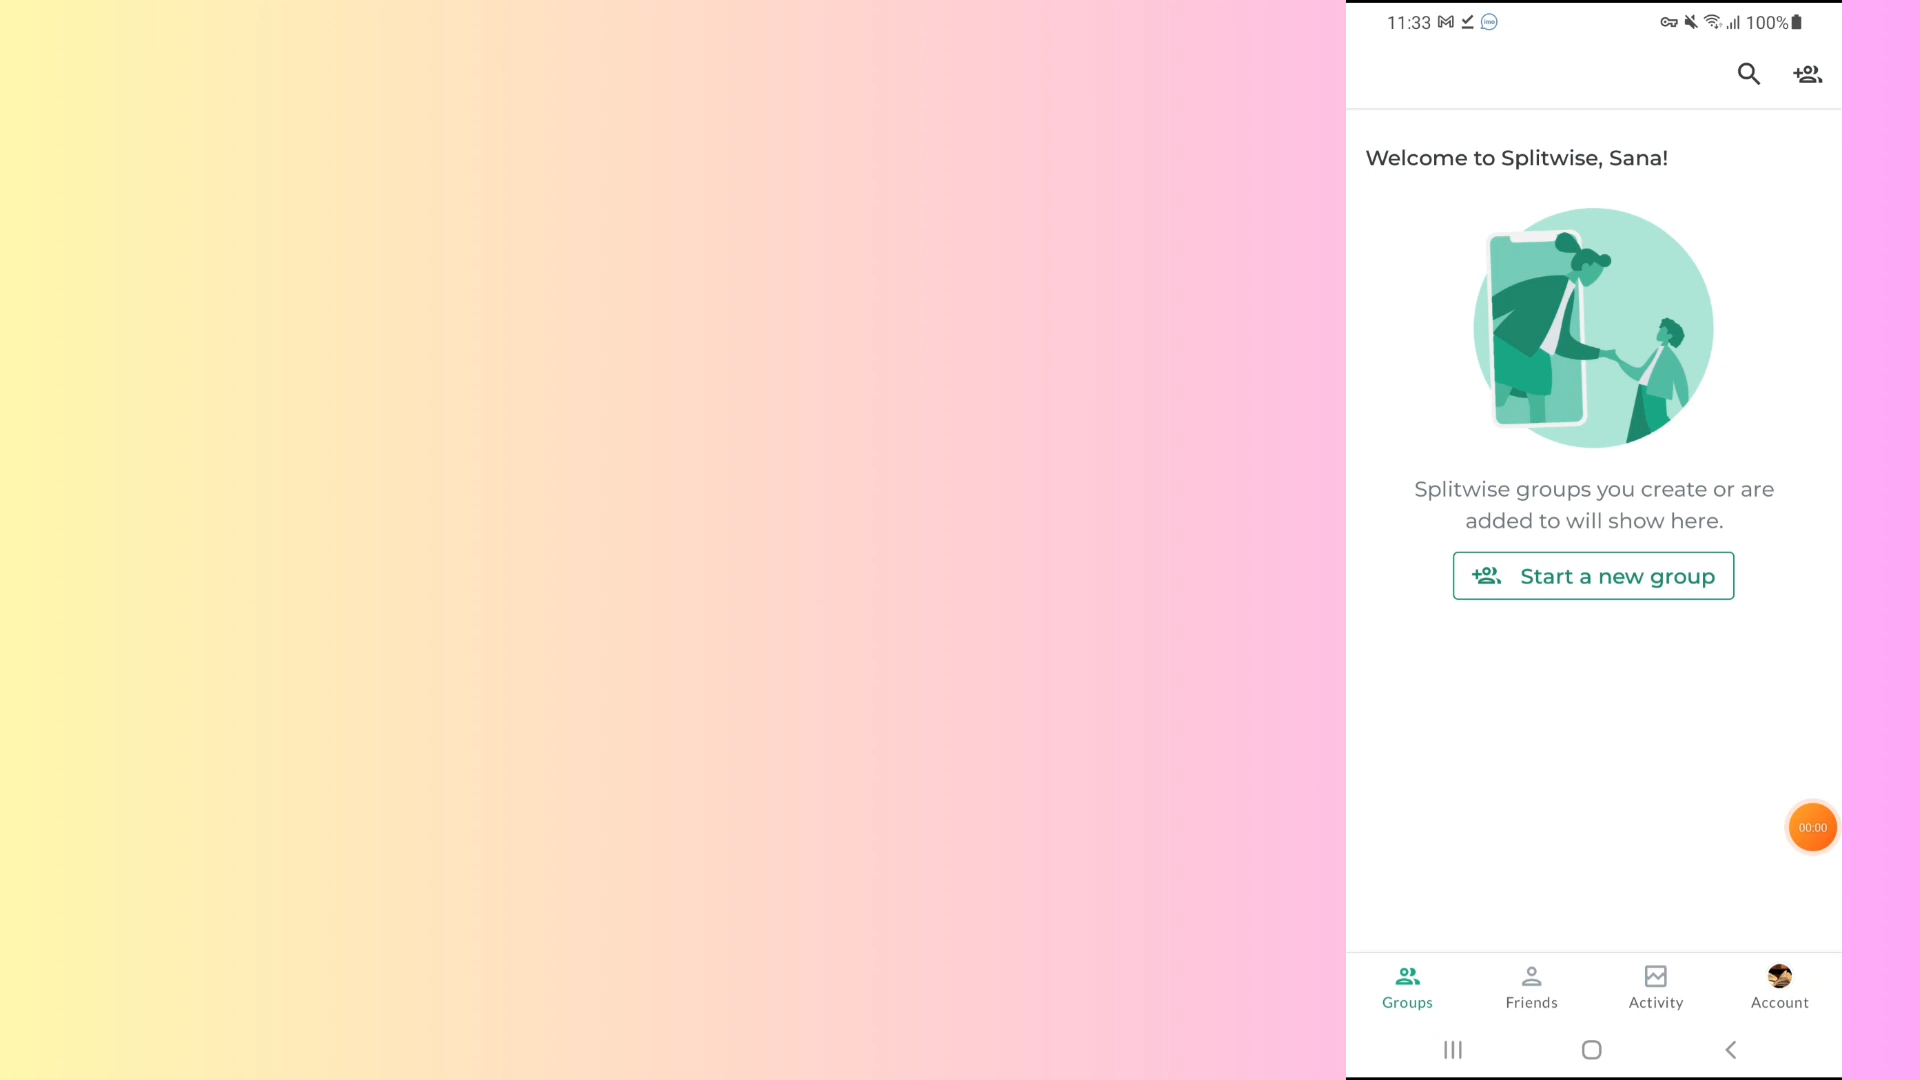 11:33
100%
Welcome to Splitwise, Sana!
Splitwise groups you create or are
added to will show here.
Start a new group
00:00
Groups
Friends
Activity
Account